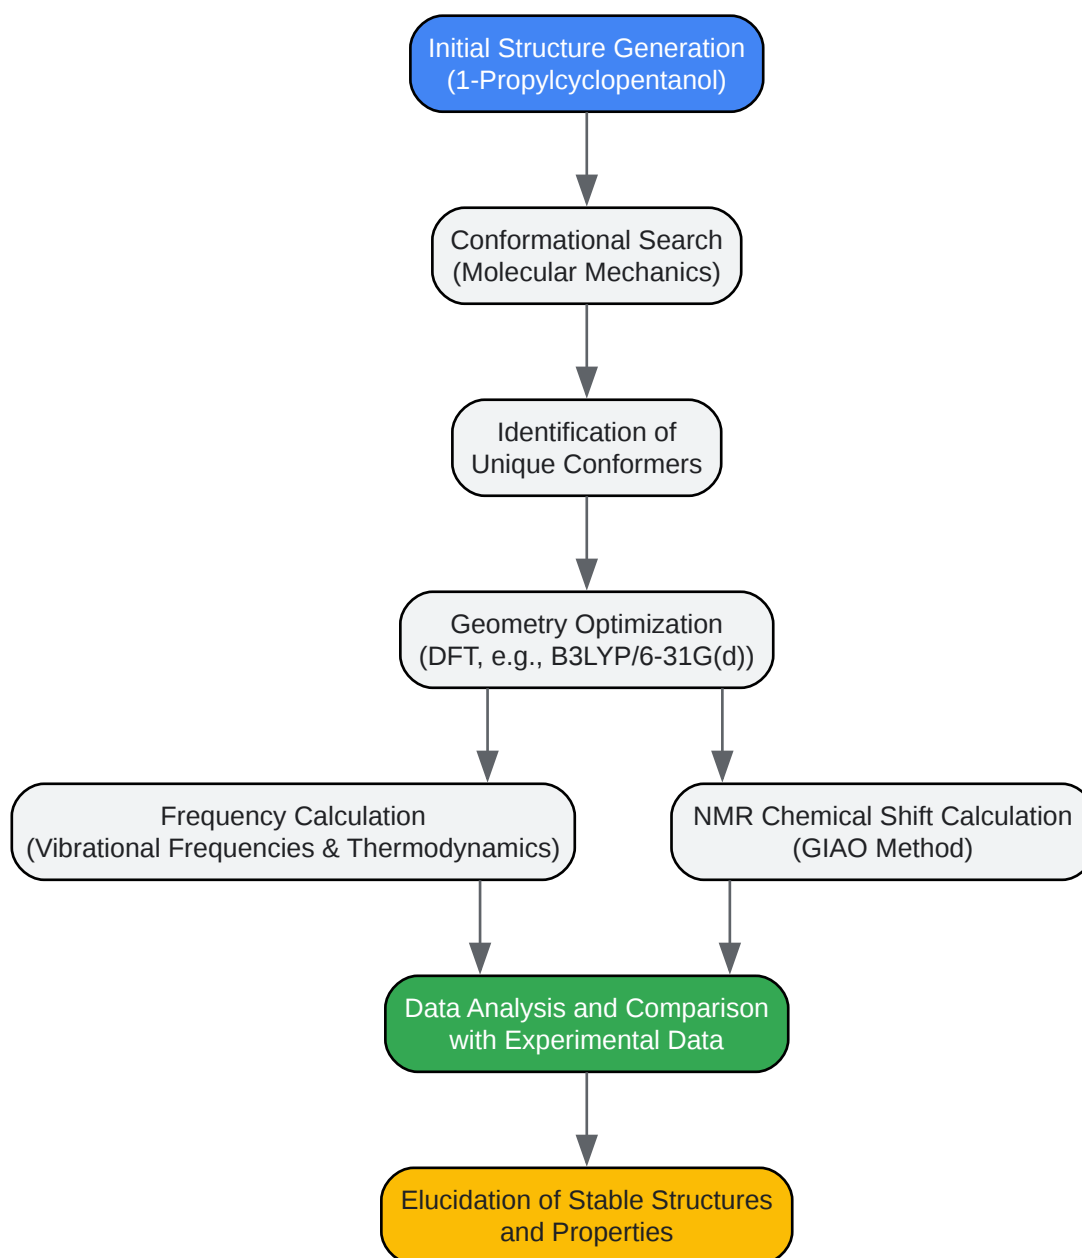 Initial Structure Generation
(1-Propylcyclopentanol)
Conformational Search
(Molecular Mechanics)
Identification of
Unique Conformers
Geometry Optimization
(DFT, e.g., B3LYP/6-31G(d))
Frequency Calculation
(Vibrational Frequencies & Thermodynamics)
NMR Chemical Shift Calculation
(GIAO Method)
Data Analysis and Comparison
with Experimental Data
Elucidation of Stable Structures
and Properties